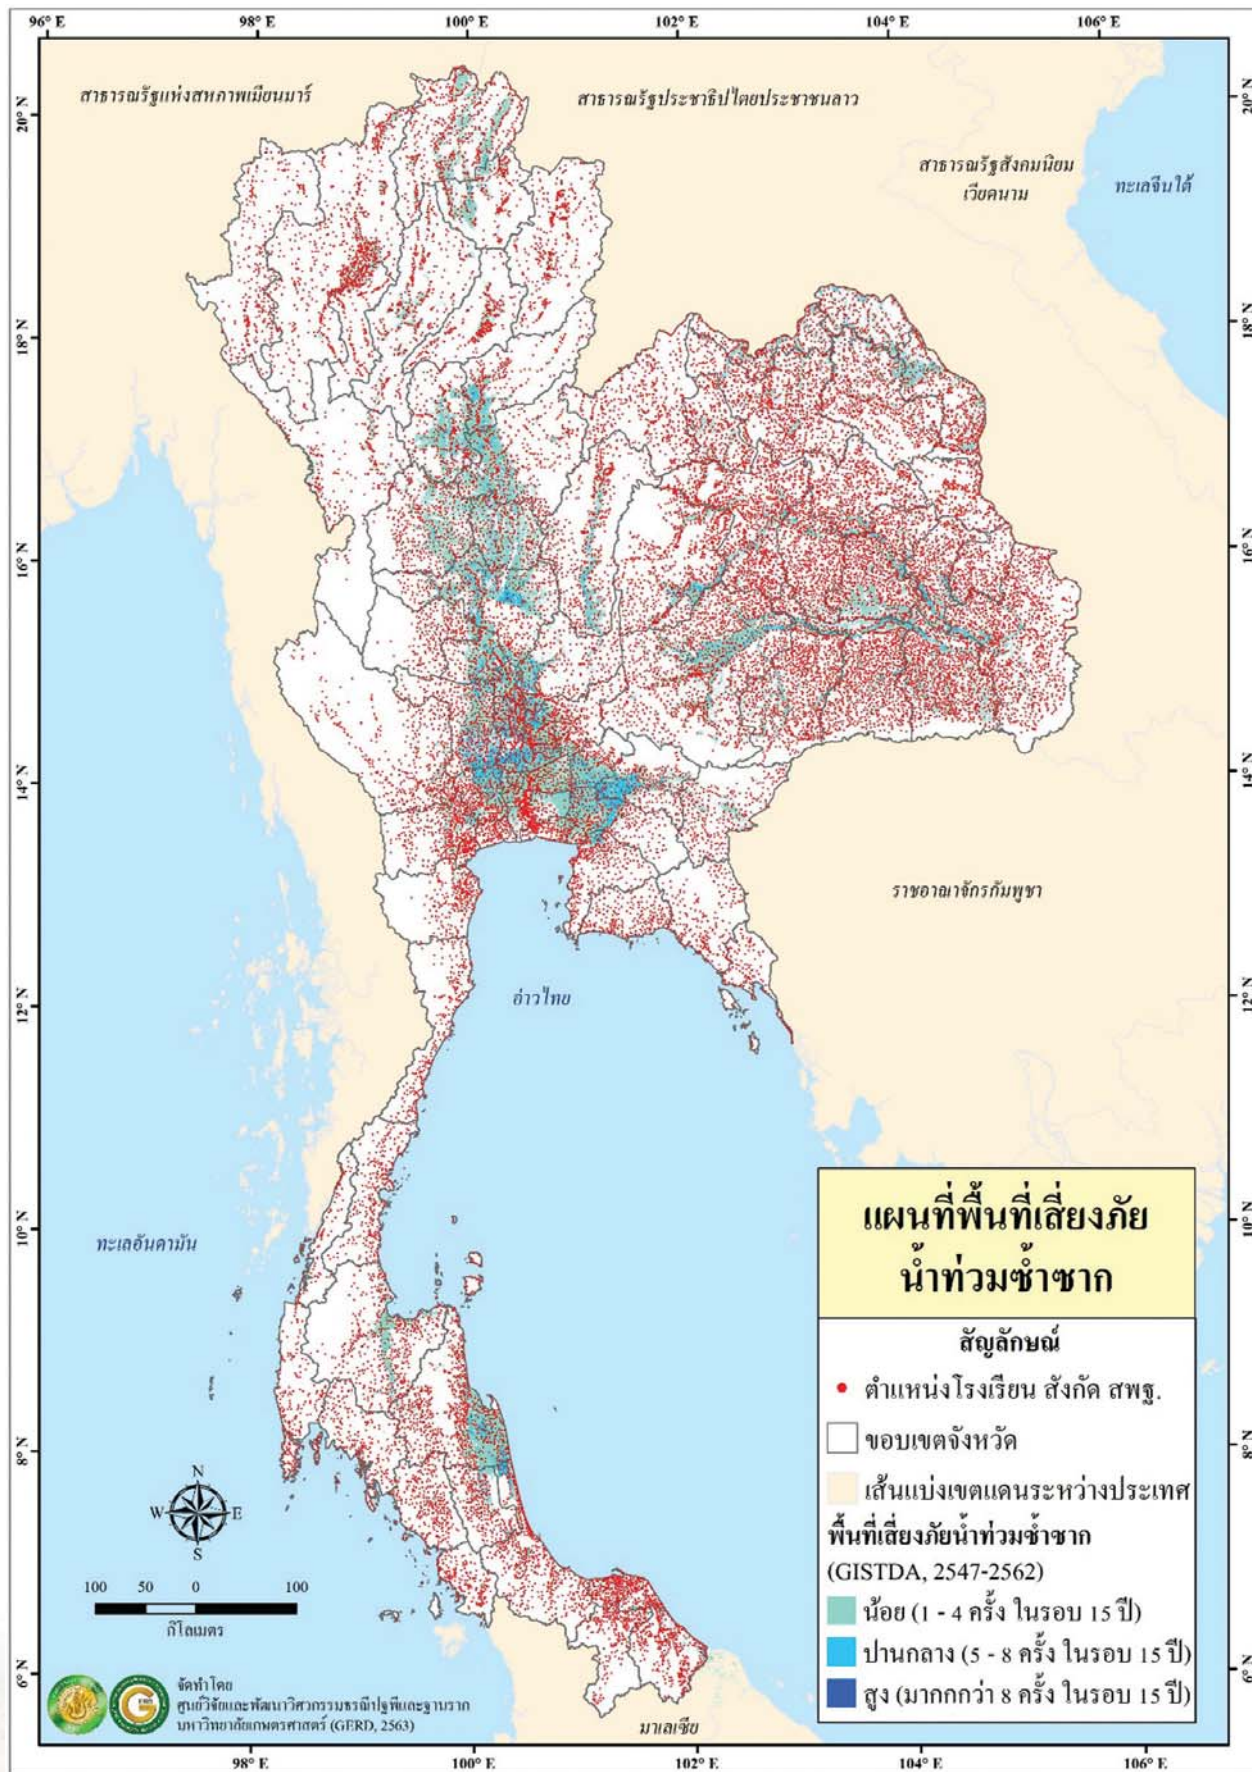 96° E 98° E 100° E 102° E 104° E 106° E
20° N
18° N
16° N
14° N
12° N
10° N
8° N
6° N
20° N
18° N
16° N
14° N
12° N
10° N
8° N
6° N
สาธารณรัฐแห่งสหภาพเมียนมาร์
สาธารณรัฐประชาธิปไตยประชาชนลาว
สาธารณรัฐสังคมนิยม
เวียดนาม
ทะเลจีนใต้
ราชอาณาจักรกัมพูชา
อ่าวไทย
ทะเลอันดามัน
มาเลเซีย
แผนที่พื้นที่เสี่ยงภัย
น้ำท่วมซ้ำซาก
สัญลักษณ์
ตำแหน่งโรงเรียน สังกัด สพฐ.
ขอบเขตจังหวัด
เส้นแบ่งเขตแดนระหว่างประเทศ
พื้นที่เสี่ยงภัยน้ำท่วมซ้ำซาก
(GISTDA, 2547-2562)
น้อย (1 - 4 ครั้ง ในรอบ 15 ปี)
ปานกลาง (5 - 8 ครั้ง ในรอบ 15 ปี)
สูง (มากกกว่า 8 ครั้ง ในรอบ 15 ปี)
N
W E
S
100 50 0 100
กิโลเมตร
จัดทำโดย
ศูนย์วิจัยและพัฒนาวิศวกรรมธรณีปฐพีและฐานราก
มหาวิทยาลัยเกษตรศาสตร์ (GERD, 2563)
98° E 100° E 102° E 104° E 106° E